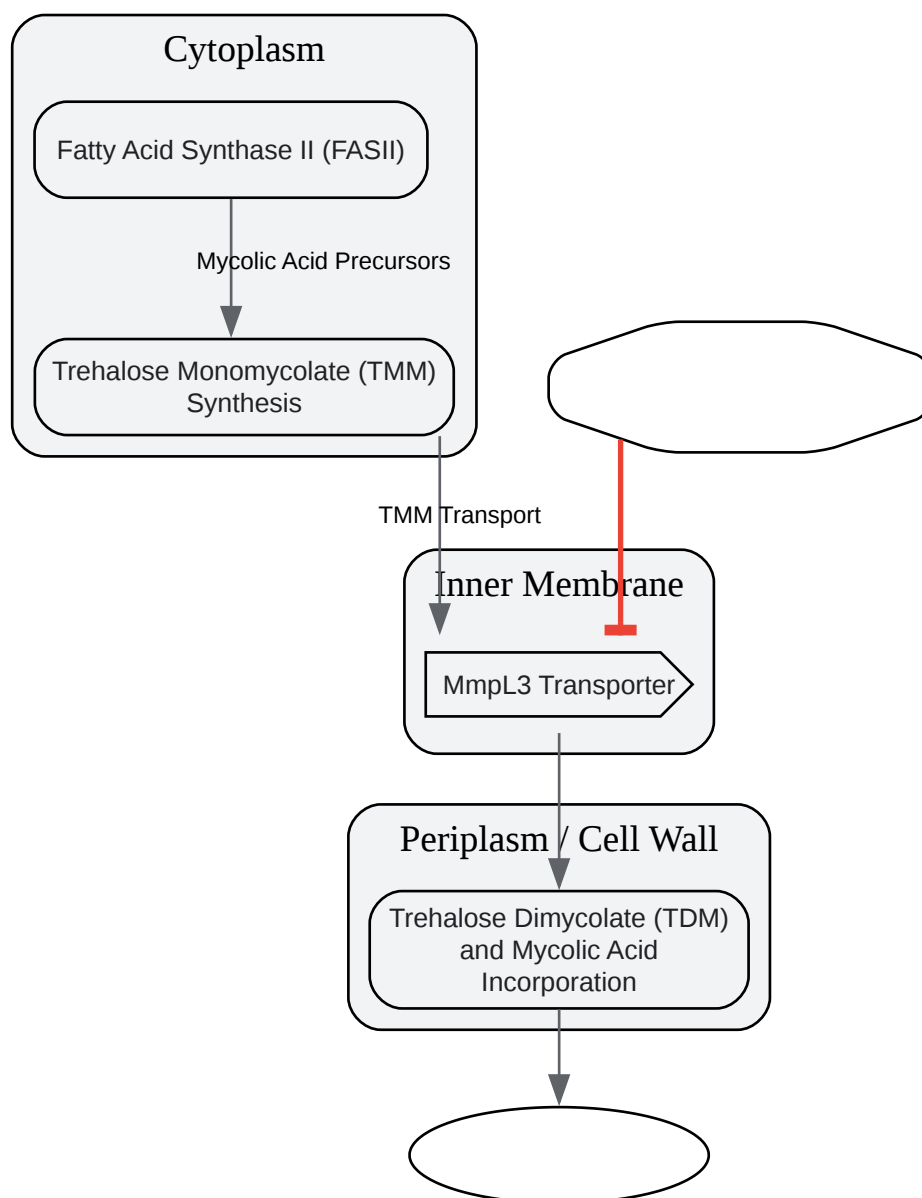 Cytoplasm
Fatty Acid Synthase II (FASII)
Mycolic Acid Precursors
Trehalose Monomycolate (TMM)
Synthesis
TMM Transport
Inner Membrane
MmpL3 Transporter
Periplasm / Cell Wall
Trehalose Dimycolate (TDM)
and Mycolic Acid
Incorporation